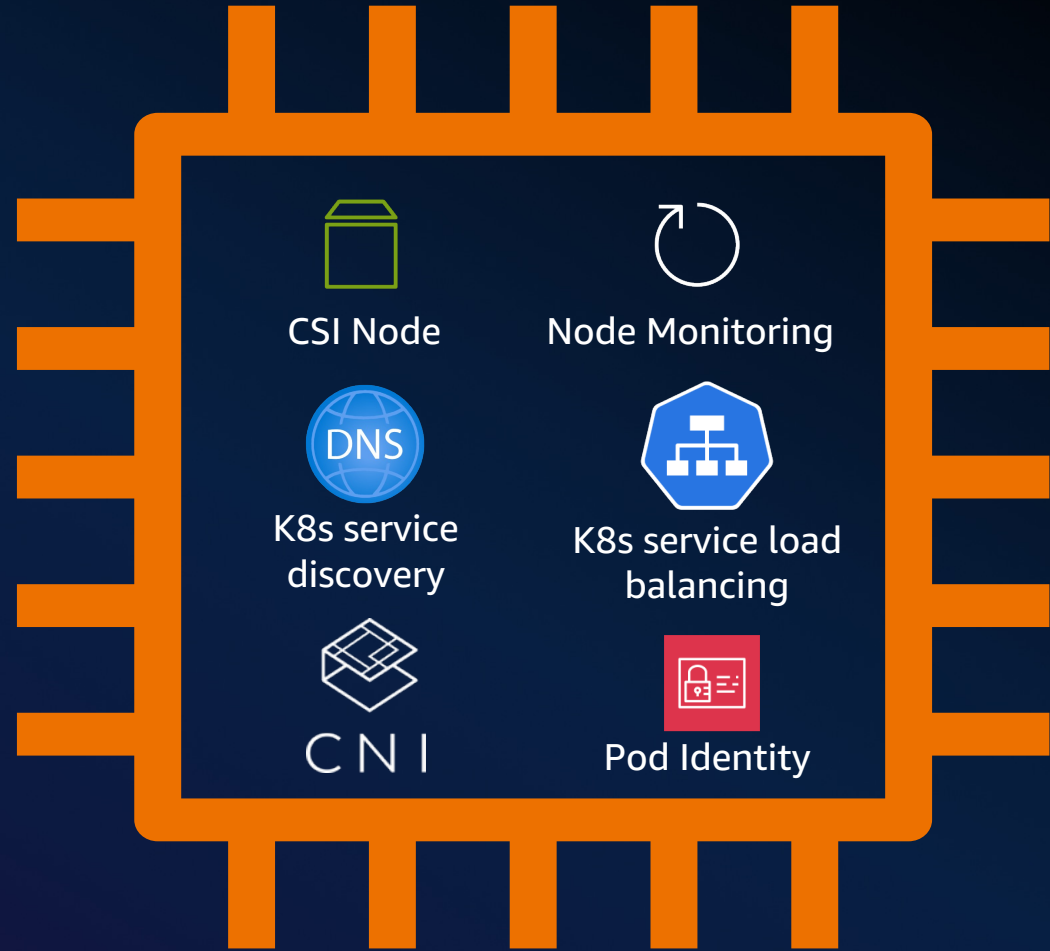 CSI Node
Node Monitoring
DNS
K8s service
discovery
K8s service load
balancing
CNI
Pod Identity